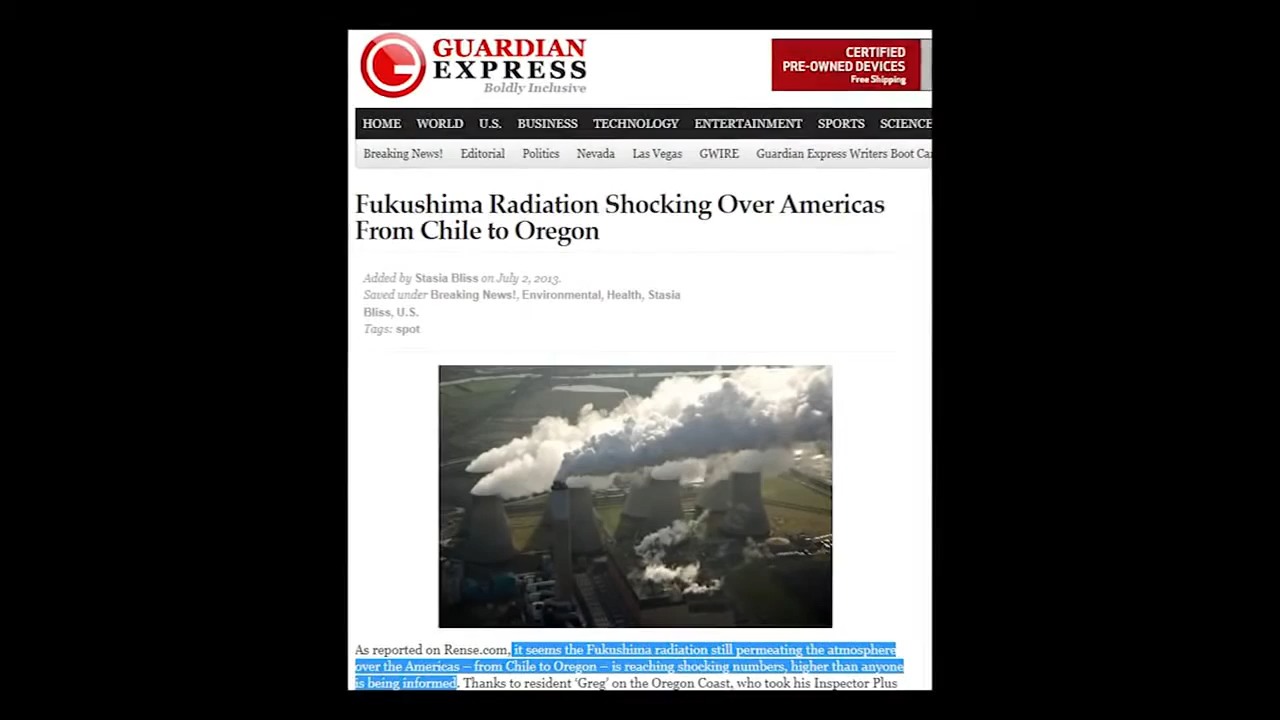 GUARDIAN
EXPRESS
Boldly Inclusive
CERTIFIED
PRE-OWNED DEVICES
Free Shipping
HOME WORLD U.S. BUSINESS TECHNOLOGY ENTERTAINMENT SPORTS SCIENCE
Breaking News! Editorial Politics Nevada Las Vegas GWIRE Guardian Express Writers Boot Ca
Fukushima Radiation Shocking Over Americas
From Chile to Oregon
Added by Stasia Bliss on July 2, 2013.
Saved under Breaking News!, Environmental, Health, Stasia
Bliss, U.S.
Tags: spot
As reported on Rense.com, it seems the Fukushima radiation still permeating the atmosphere
over the Americas – from Chile to Oregon – is reaching shocking numbers, higher than anyone
is being informed. Thanks to resident ‘Greg’ on the Oregon Coast, who took his Inspector Plus